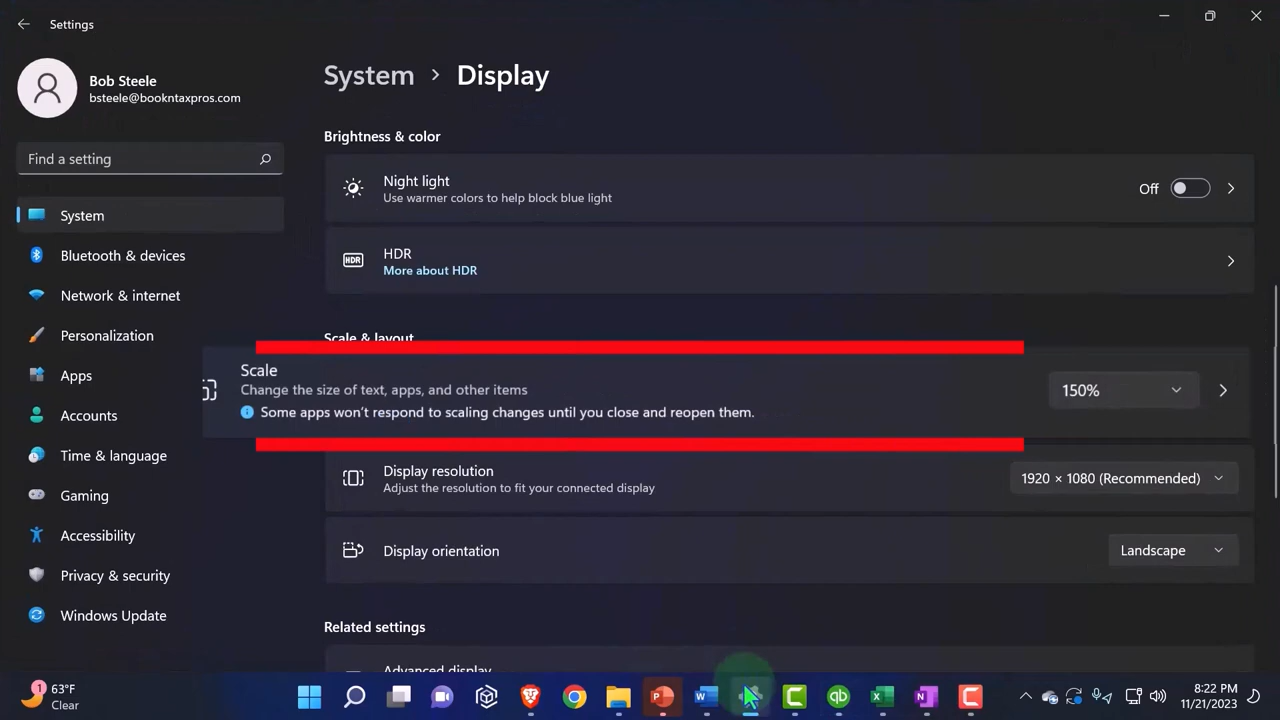 Settings
Bob Steele
bsteele@bookntaxpros.com
Find a setting
System
Bluetooth & devices
Network & internet
Personalization
Apps
Accounts
Time & language
Gaming
Accessibility
Privacy & security
Windows Update
System > Display
Brightness & color
Night light
Use warmer colors to help block blue light
Off
HDR
HDR
More about HDR
Scale & layout
Scale
Change the size of text, apps, and other items
Some apps won't respond to scaling changes until you close and reopen them.
150%
Display resolution
Adjust the resolution to fit your connected display
1920 × 1080 (Recommended)
Display orientation
Landscape
Related settings
Advanced display
1
63°F
Clear
8:22 PM
11/21/2023